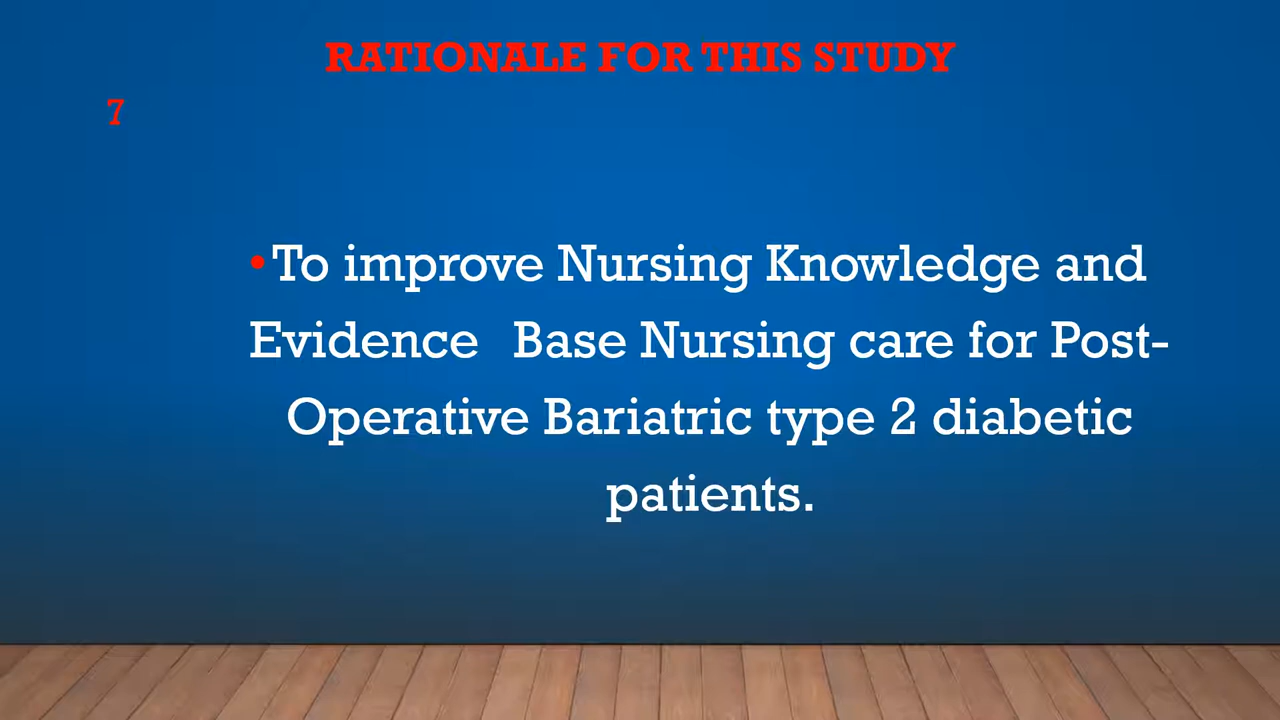 RATIONALE FOR THIS STUDY
7
•To improve Nursing Knowledge and
Evidence  Base Nursing care for Post-
Operative Bariatric type 2 diabetic
patients.